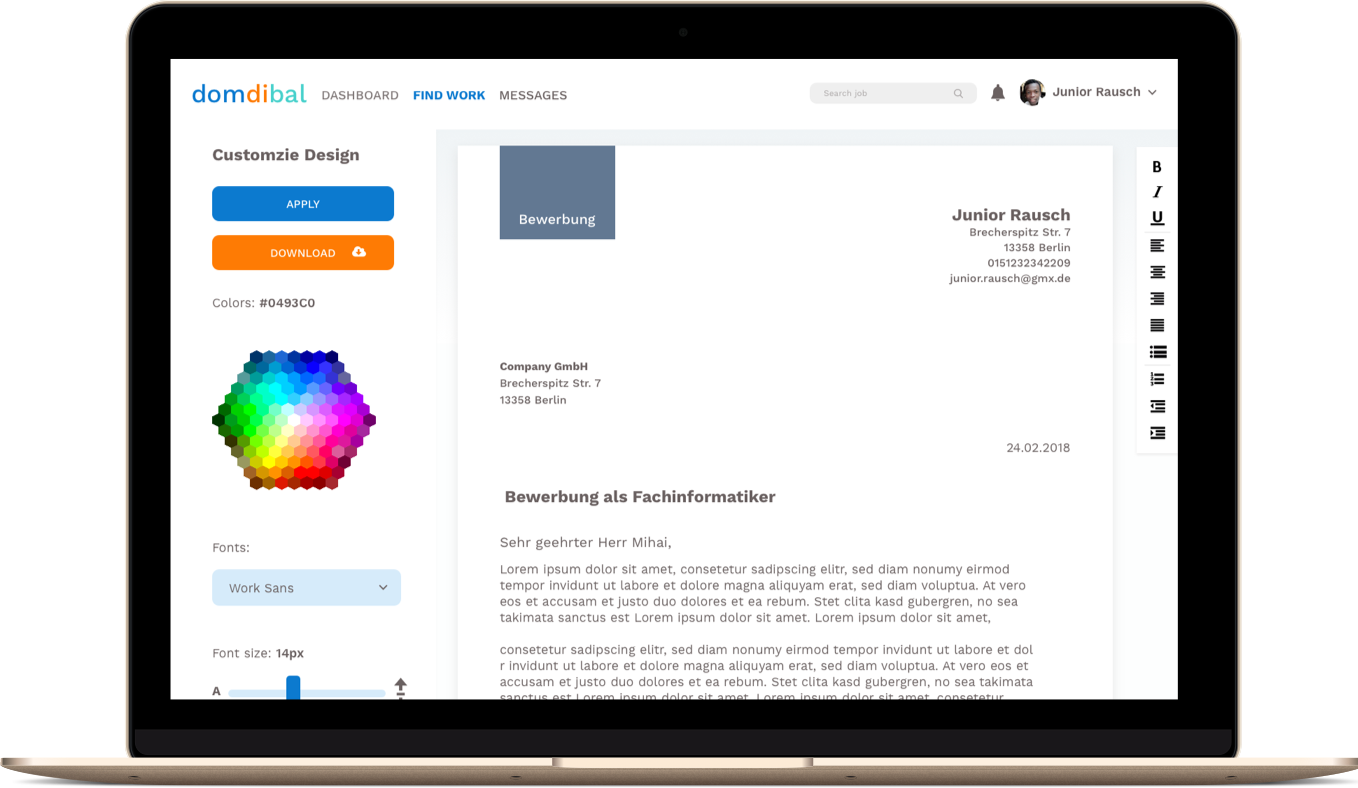 domdibal DASHBOARD FIND WORK MESSAGES Search job Junior Rausch
Customzie Design
APPLY
DOWNLOAD
Colors: #0493C0
Fonts:
Work Sans
Font size: 14px
A
Bewerbung
Junior Rausch
Brecherspitz Str. 7
13358 Berlin
0151232342209
junior.rausch@gmx.de
Company GmbH
Brecherspitz Str. 7
13358 Berlin
24.02.2018
Bewerbung als Fachinformatiker
Sehr geehrter Herr Mihai,
Lorem ipsum dolor sit amet, consetetur sadipscing elitr, sed diam nonumy eirmod
tempor invidunt ut labore et dolore magna aliquyam erat, sed diam voluptua. At vero
eos et accusam et justo duo dolores et ea rebum. Stet clita kasd gubergren, no sea
takimata sanctus est Lorem ipsum dolor sit amet. Lorem ipsum dolor sit amet,
consetetur sadipscing elitr, sed diam nonumy eirmod tempor invidunt ut labore et dol
r invidunt ut labore et dolore magna aliquyam erat, sed diam voluptua. At vero eos et
accusam et justo duo dolores et ea rebum. Stet clita kasd gubergren, no sea takimata
sanctus est Lorem ipsum dolor sit amet. Lorem ipsum dolor sit amet, consetetur
B
I
U